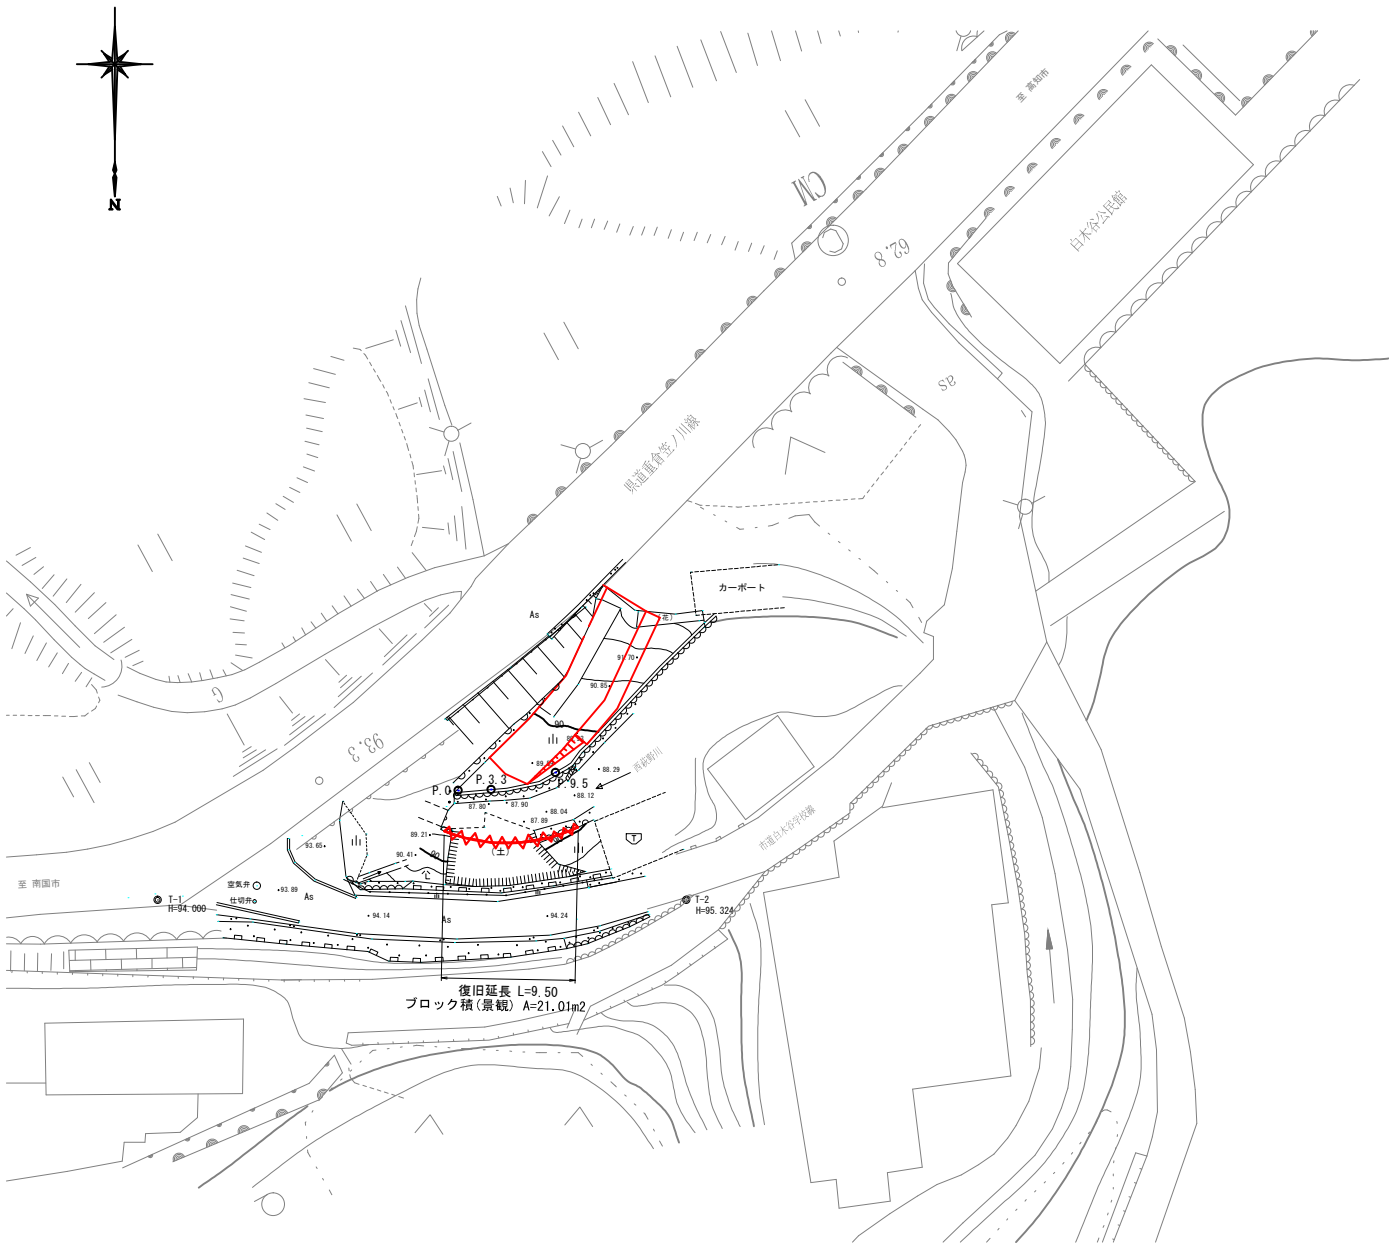 N
至 高知市
CM
62.8
白木谷公民館
as
県道重倉笠ノ川線
カーポート
As
(花)
91.70
90.85
90
G
93.3
88.29
西萩野川
P.0
P.3.3
P.9.5
88.12
87.80
87.90
88.04
87.89
89.21
(土)
T
市道白木谷学校線
93.65
90.41
90
至 南国市
空気弁
93.89
仕切弁
As
T-1
H=94.000
94.14
As
94.24
T-2
H=95.324
復旧延長 L=9.50
ブロック積(景観) A=21.01m2